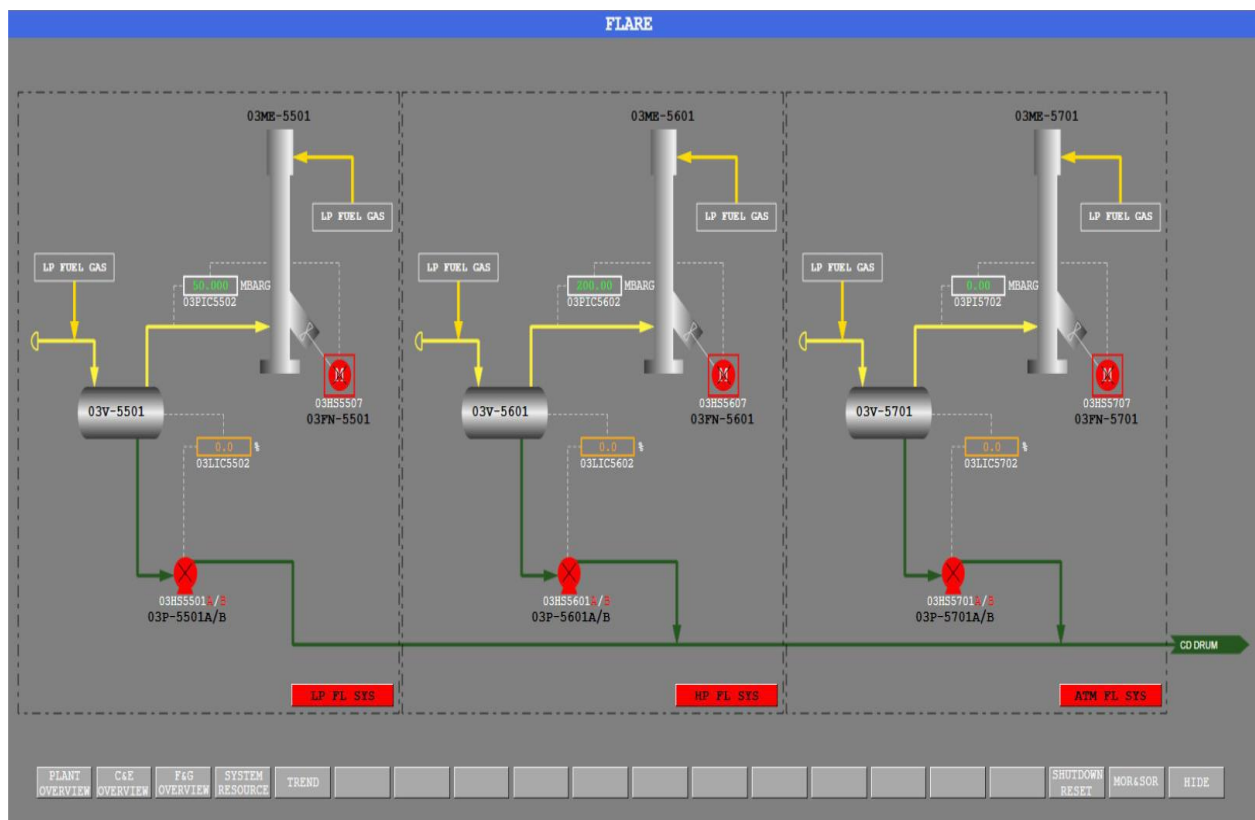 FLARE
03ME-5501
LP FUEL GAS
LP FUEL GAS
50.000 MBARG
03PIC5502
M
03HS5507
03FN-5501
03V-5501
0.0 %
03LIC5502
03HS5501A/B
03P-5501A/B
LP FL SYS
03ME-5601
LP FUEL GAS
LP FUEL GAS
200.00 MBARG
03PIC5602
M
03HS5607
03FN-5601
03V-5601
0.0 %
03LIC5602
03HS5601A/B
03P-5601A/B
HP FL SYS
03ME-5701
LP FUEL GAS
LP FUEL GAS
0.00 MBARG
03PI5702
M
03HS5707
03FN-5701
03V-5701
0.0 %
03LIC5702
03HS5701A/B
03P-5701A/B
ATM FL SYS
CD DRUM
PLANT
OVERVIEW
C&E
OVERVIEW
F&G
OVERVIEW
SYSTEM
RESOURCE
TREND
SHUTDOWN
RESET
MOR&SOR
HIDE